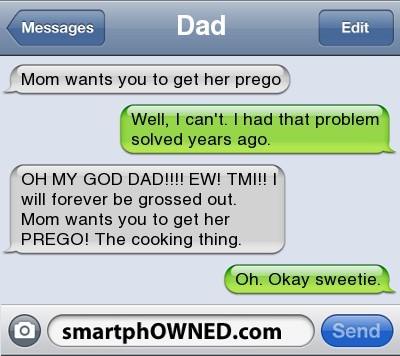 Messages
Dad
Edit
Mom wants you to get her prego
Well, I can't. I had that problem
solved years ago.
OH MY GOD DAD!!!! EW! TMI!! I
will forever be grossed out.
Mom wants you to get her
PREGO! The cooking thing.
Oh. Okay sweetie.
smartphOWNED.com
Send